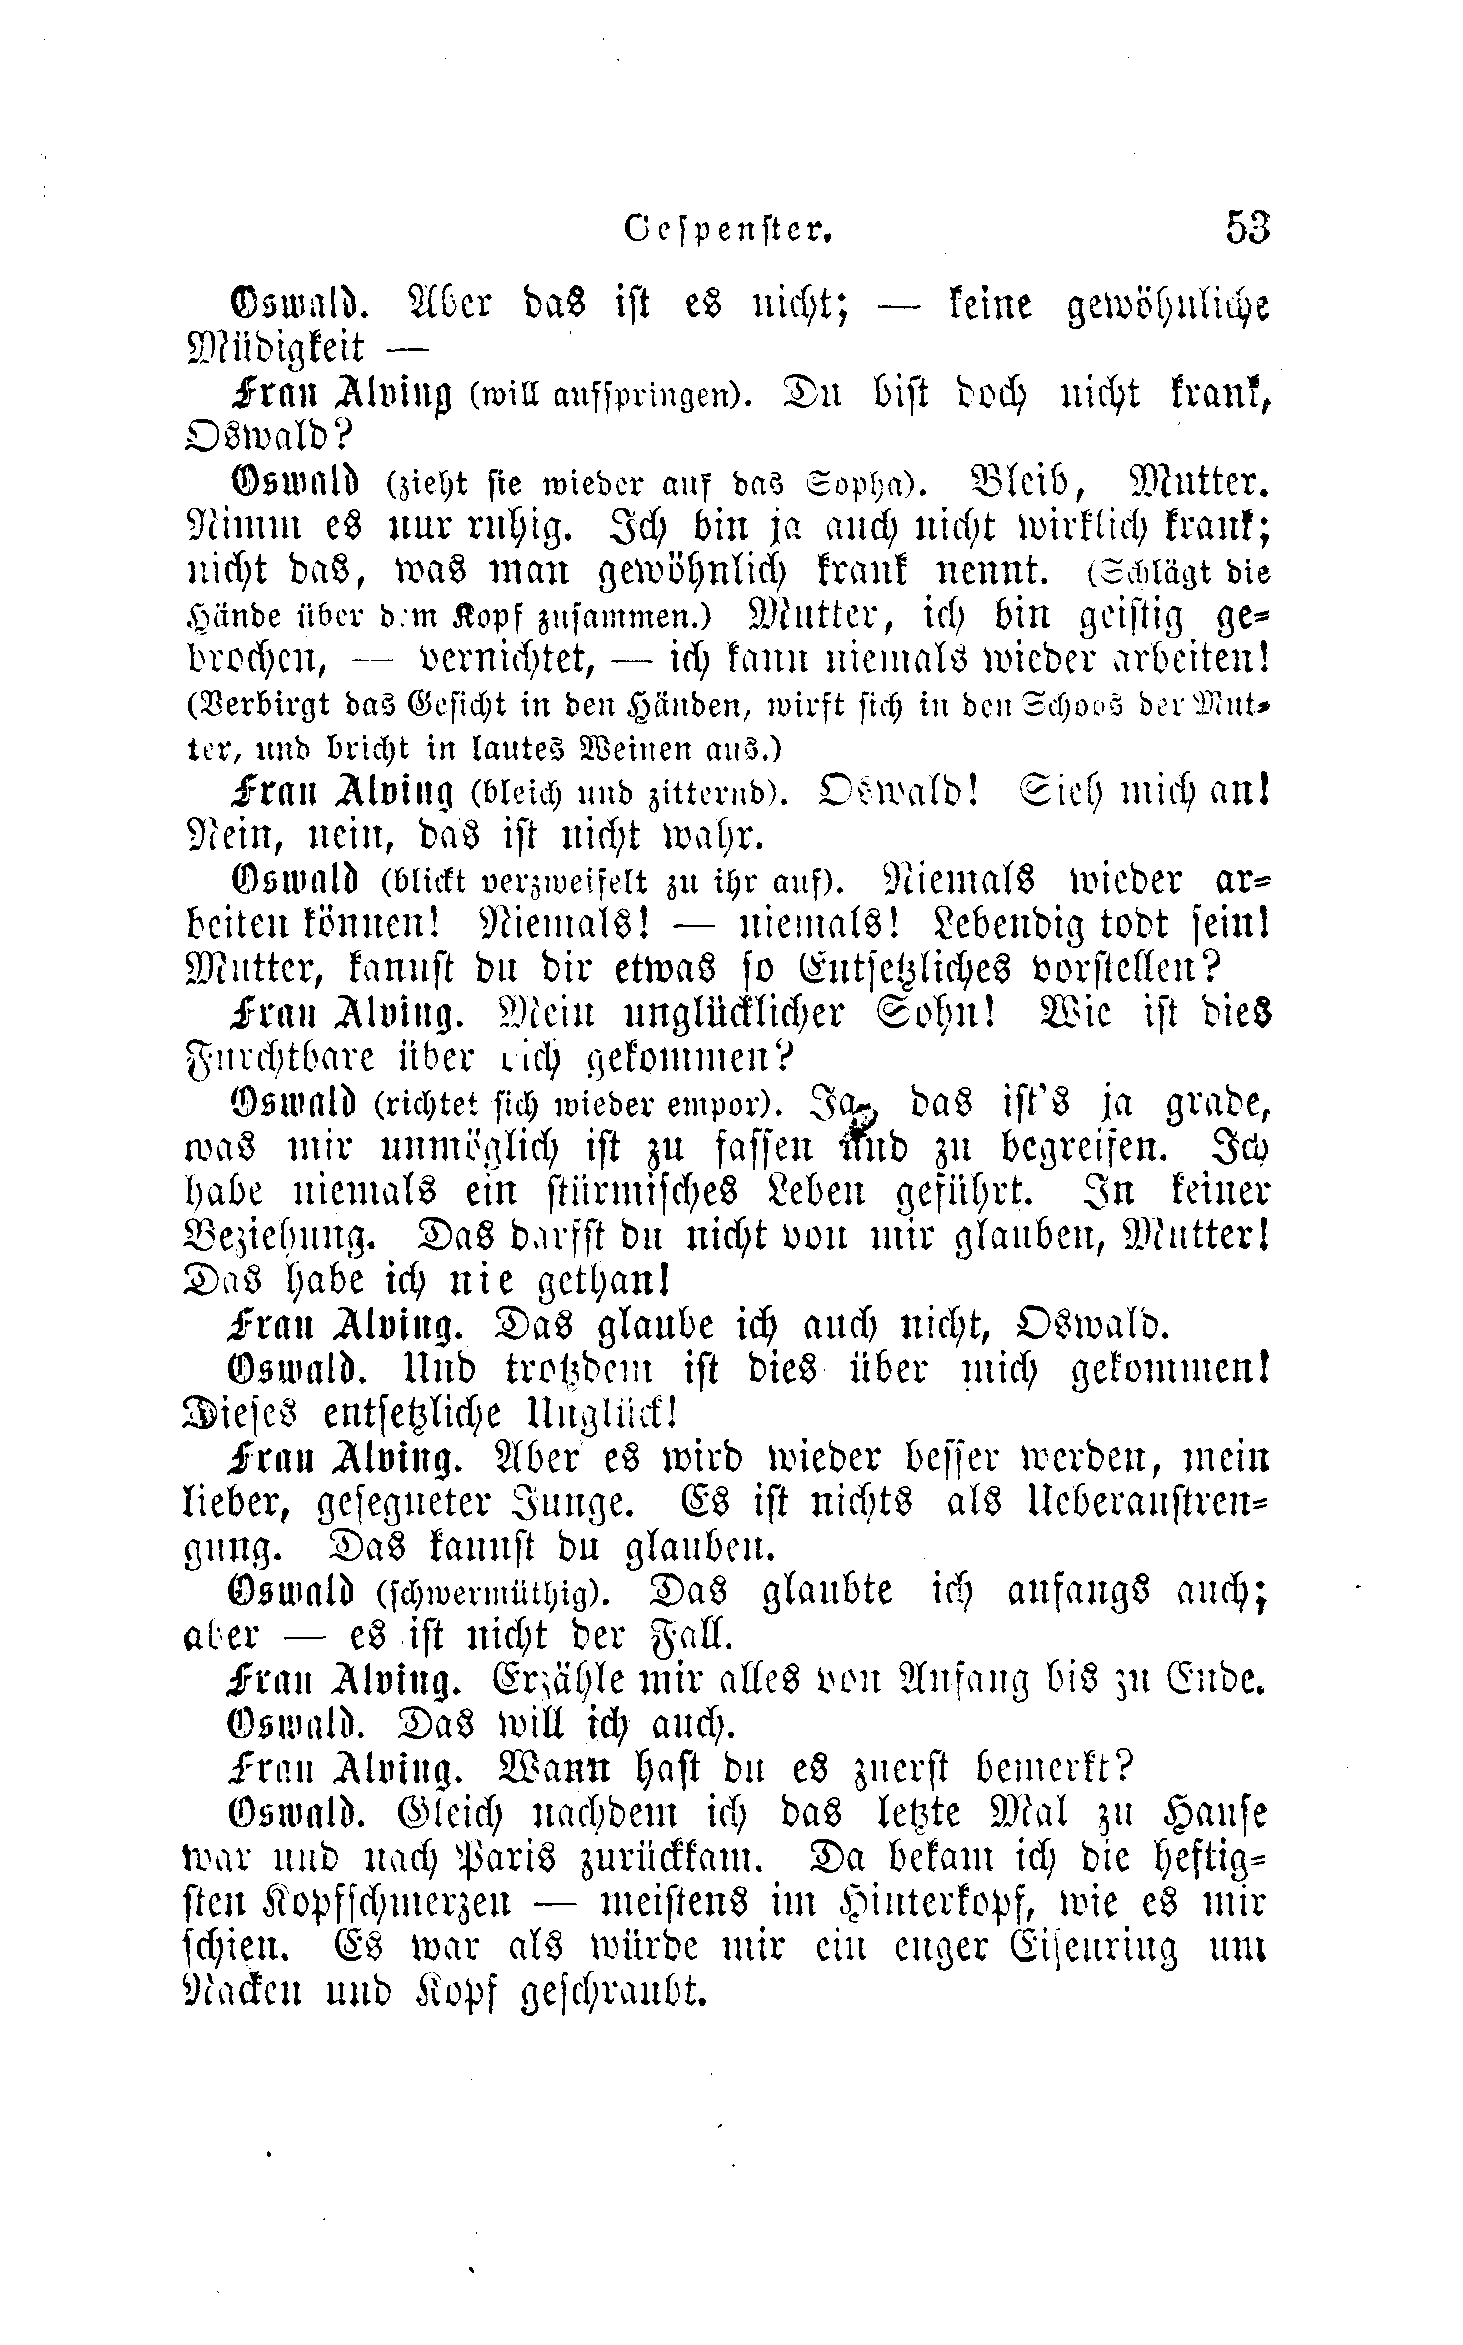 Gespenster. 53
Oswald. Aber das ist es nicht; — keine gewöhnliche
Müdigkeit —
Frau Alving (will aufspringen). Du bist doch nicht krank,
Oswald?
Oswald (zieht sie wieder auf das Sopha). Bleib, Mutter.
Nimm es nur ruhig. Ich bin ja auch nicht wirklich krank;
nicht das, was man gewöhnlich krank nennt. (Schlägt die
Hände über dem Kopf zusammen.) Mutter, ich bin geistig ge-
brochen, — vernichtet, — ich kann niemals wieder arbeiten!
(Verbirgt das Gesicht in den Händen, wirft sich in den Schoos der Mut-
ter, und bricht in lautes Weinen aus.)
Frau Alving (bleich und zitternd). Oswald! Sieh mich an!
Nein, nein, das ist nicht wahr.
Oswald (blickt verzweifelt zu ihr auf). Niemals wieder ar-
beiten können! Niemals! — niemals! Lebendig todt sein!
Mutter, kannst du dir etwas so Entsetzliches vorstellen?
Frau Alving. Mein unglücklicher Sohn! Wie ist dies
Furchtbare über dich gekommen?
Oswald (richtet sich wieder empor). Ja, das ist's ja grade,
was mir unmöglich ist zu fassen und zu begreifen. Ich
habe niemals ein stürmisches Leben geführt. In keiner
Beziehung. Das darfst du nicht von mir glauben, Mutter!
Das habe ich nie gethan!
Frau Alving. Das glaube ich auch nicht, Oswald.
Oswald. Und trotzdem ist dies über mich gekommen!
Dieses entsetzliche Unglück!
Frau Alving. Aber es wird wieder besser werden, mein
lieber, gesegneter Junge. Es ist nichts als Ueberanstren-
gung. Das kannst du glauben.
Oswald (schwermüthig). Das glaubte ich anfangs auch;
aber — es ist nicht der Fall.
Frau Alving. Erzähle mir alles von Anfang bis zu Ende.
Oswald. Das will ich auch.
Frau Alving. Wann hast du es zuerst bemerkt?
Oswald. Gleich nachdem ich das letzte Mal zu Hause
war und nach Paris zurückkam. Da bekam ich die heftig-
sten Kopfschmerzen — meistens im Hinterkopf, wie es mir
schien. Es war als würde mir ein enger Eisenring um
Nacken und Kopf geschraubt.